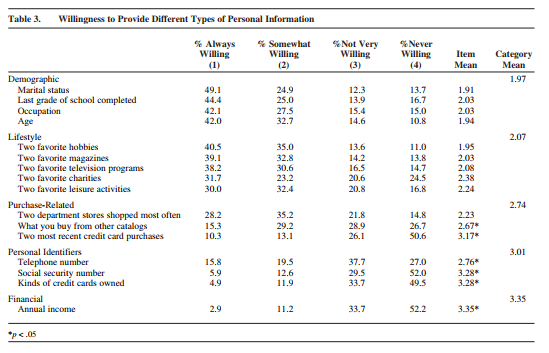 Table 3. Willingness to Provide Different Types of Personal Information
% Always Willing (1) % Somewhat Willing (2) %Not Very Willing (3) %Never Willing (4) Item Mean Category Mean
Demographic 1.97
Marital status 49.1 24.9 12.3 13.7 1.91
Last grade of school completed 44.4 25.0 13.9 16.7 2.03
Occupation 42.1 27.5 15.4 15.0 2.03
Age 42.0 32.7 14.6 10.8 1.94
Lifestyle 2.07
Two favorite hobbies 40.5 35.0 13.6 11.0 1.95
Two favorite magazines 39.1 32.8 14.2 13.8 2.03
Two favorite television programs 38.2 30.6 16.5 14.7 2.08
Two favorite charities 31.7 23.2 20.6 24.5 2.38
Two favorite leisure activities 30.0 32.4 20.8 16.8 2.24
Purchase-Related 2.74
Two department stores shopped most often 28.2 35.2 21.8 14.8 2.23
What you buy from other catalogs 15.3 29.2 28.9 26.7 2.67*
Two most recent credit card purchases 10.3 13.1 26.1 50.6 3.17*
Personal Identifiers 3.01
Telephone number 15.8 19.5 37.7 27.0 2.76*
Social security number 5.9 12.6 29.5 52.0 3.28*
Kinds of credit cards owned 4.9 11.9 33.7 49.5 3.28*
Financial 3.35
Annual income 2.9 11.2 33.7 52.2 3.35*
*p < .05